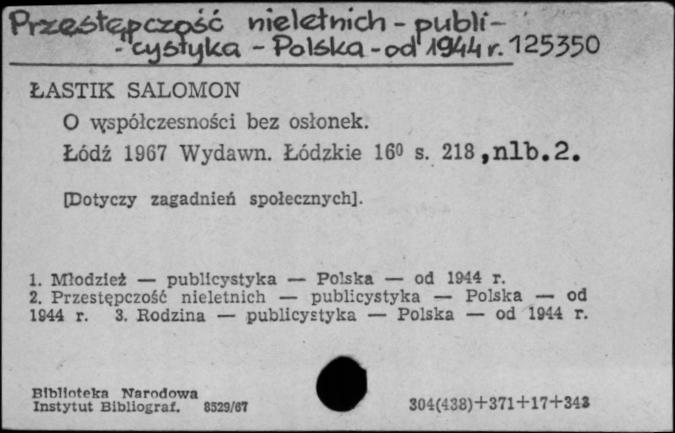 Przestępczość nieletnich - publi-
- cystyka - Polska - od 1944 r. 125350
ŁASTIK SALOMON
O współczesności bez osłonek.
Łódź 1967 Wydawn. Łódzkie 16⁰ s. 218, nlb. 2.
[Dotyczy zagadnień społecznych].
1. Młodzież — publicystyka — Polska — od 1944 r.
2. Przestępczość nieletnich — publicystyka — Polska — od
1944 r. 3. Rodzina — publicystyka — Polska — od 1944 r.
Biblioteka Narodowa
Instytut Bibliograf. 8529/67 304(438)+371+17+343